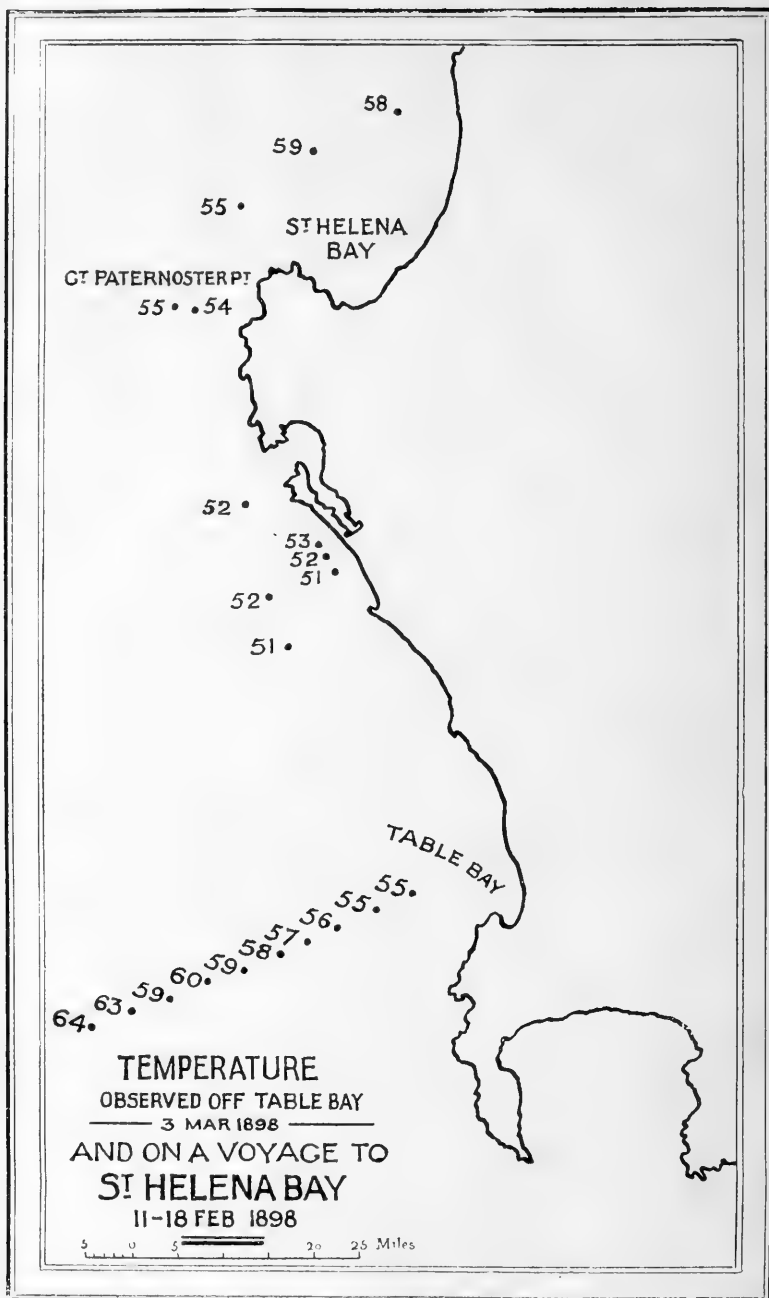 58
59
55
ST HELENA
BAY
GT PATERNOSTER PT
55 54
52
53
52
51
52
51
TABLE BAY
55
55
56
57
58
59
60
59
63
64
TEMPERATURE
OBSERVED OFF TABLE BAY
3 MAR 1898
AND ON A VOYAGE TO
ST HELENA BAY
11-18 FEB 1898
5 0 5 20 25 Miles